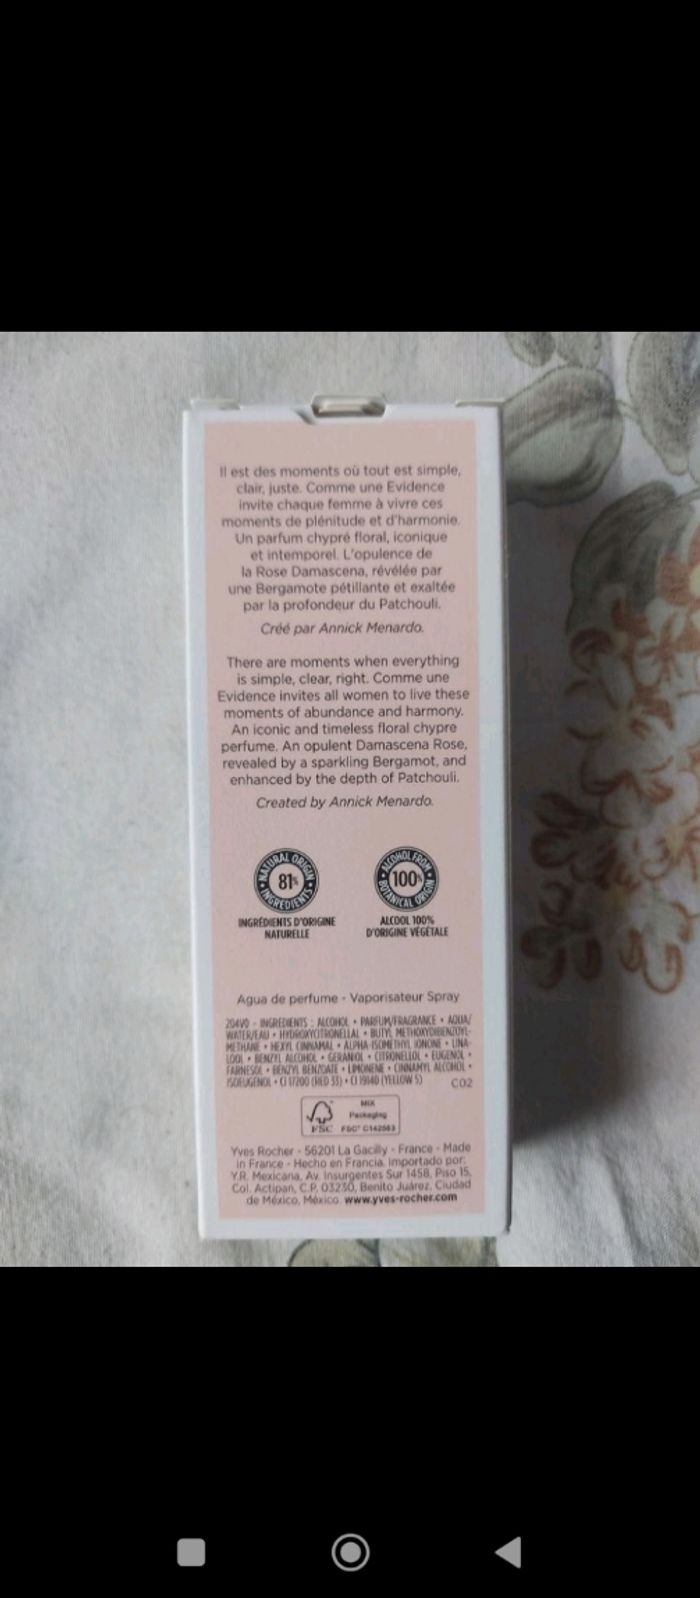 Il est des moments où tout est simple,
clair, juste. Comme une Evidence
invite chaque femme à vivre ces
moments de plénitude et d'harmonie.
Un parfum chypré floral, iconique
et intemporel. L'opulence de
la Rose Damascena, révélée par
une Bergamote pétillante et exaltée
par la profondeur du Patchouli.
Créé par Annick Menardo.
There are moments when everything
is simple, clear, right. Comme une
Evidence invites all women to live these
moments of abundance and harmony.
An iconic and timeless floral chypre
perfume. An opulent Damascena Rose,
revealed by a sparkling Bergamot, and
enhanced by the depth of Patchouli.
Created by Annick Menardo.
NATURAL ORIGIN
81%
INGREDIENTS
INGRÉDIENTS D'ORIGINE
NATURELLE
ALCOHOL FROM
100%
BOTANICAL ORIGIN
ALCOOL 100%
D'ORIGINE VÉGÉTALE
Agua de perfume - Vaporisateur Spray
204V0 - INGREDIENTS : ALCOHOL • PARFUM/FRAGRANCE • AQUA/
WATER/EAU • HYDROXYCITRONELLAL • BUTYL METHOXYDIBENZOYL-
METHANE • HEXYL CINNAMAL • ALPHA-ISOMETHYL IONONE • LINA-
LOOL • BENZYL ALCOHOL • GERANIOL • CITRONELLOL • EUGENOL •
FARNESOL • BENZYL BENZOATE • LIMONENE • CINNAMYL ALCOHOL •
ISOEUGENOL • CI 17200 (RED 33) • CI 19140 (YELLOW 5) C02
MIX
Packaging
FSC FSC® C142563
Yves Rocher - 56201 La Gacilly - France - Made
in France - Hecho en Francia. Importado por:
Y.R. Mexicana, Av. Insurgentes Sur 1458, Piso 15,
Col. Actipan, C.P. 03230, Benito Juárez, Ciudad
de México, México. www.yves-rocher.com